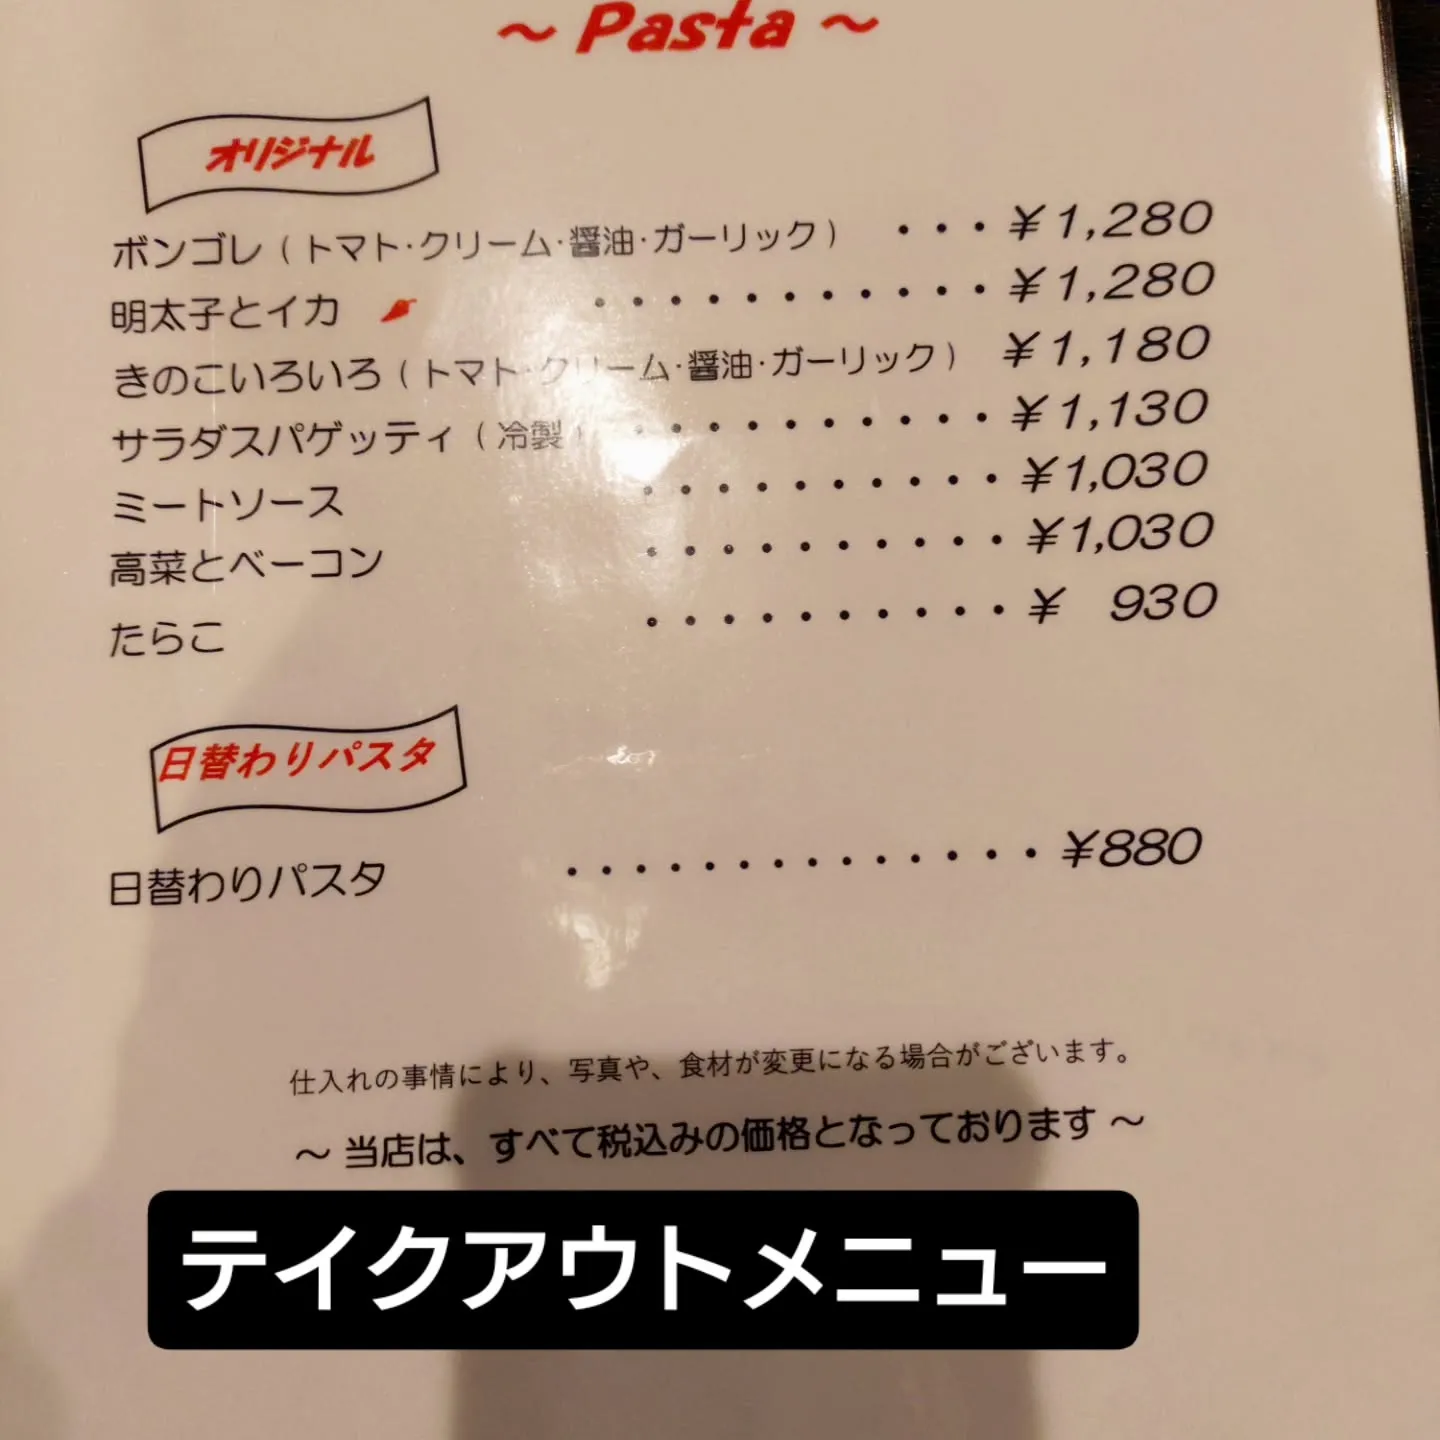 ～ Pasta ～
オリジナル
ボンゴレ（トマト・クリーム・醤油・ガーリック） ・・・￥1,280
明太子とイカ ・・・・・・・・・・・￥1,280
きのこいろいろ（トマト・クリーム・醤油・ガーリック） ￥1,180
サラダスパゲッティ（冷製） ・・・・・・・・・・￥1,130
ミートソース ・・・・・・・・・・￥1,030
高菜とベーコン ・・・・・・・・・・￥1,030
たらこ ・・・・・・・・・・￥ 930
日替わりパスタ
日替わりパスタ ・・・・・・・・・・・・・・￥880
仕入れの事情により、写真や、食材が変更になる場合がございます。
～ 当店は、すべて税込みの価格となっております ～
テイクアウトメニュー